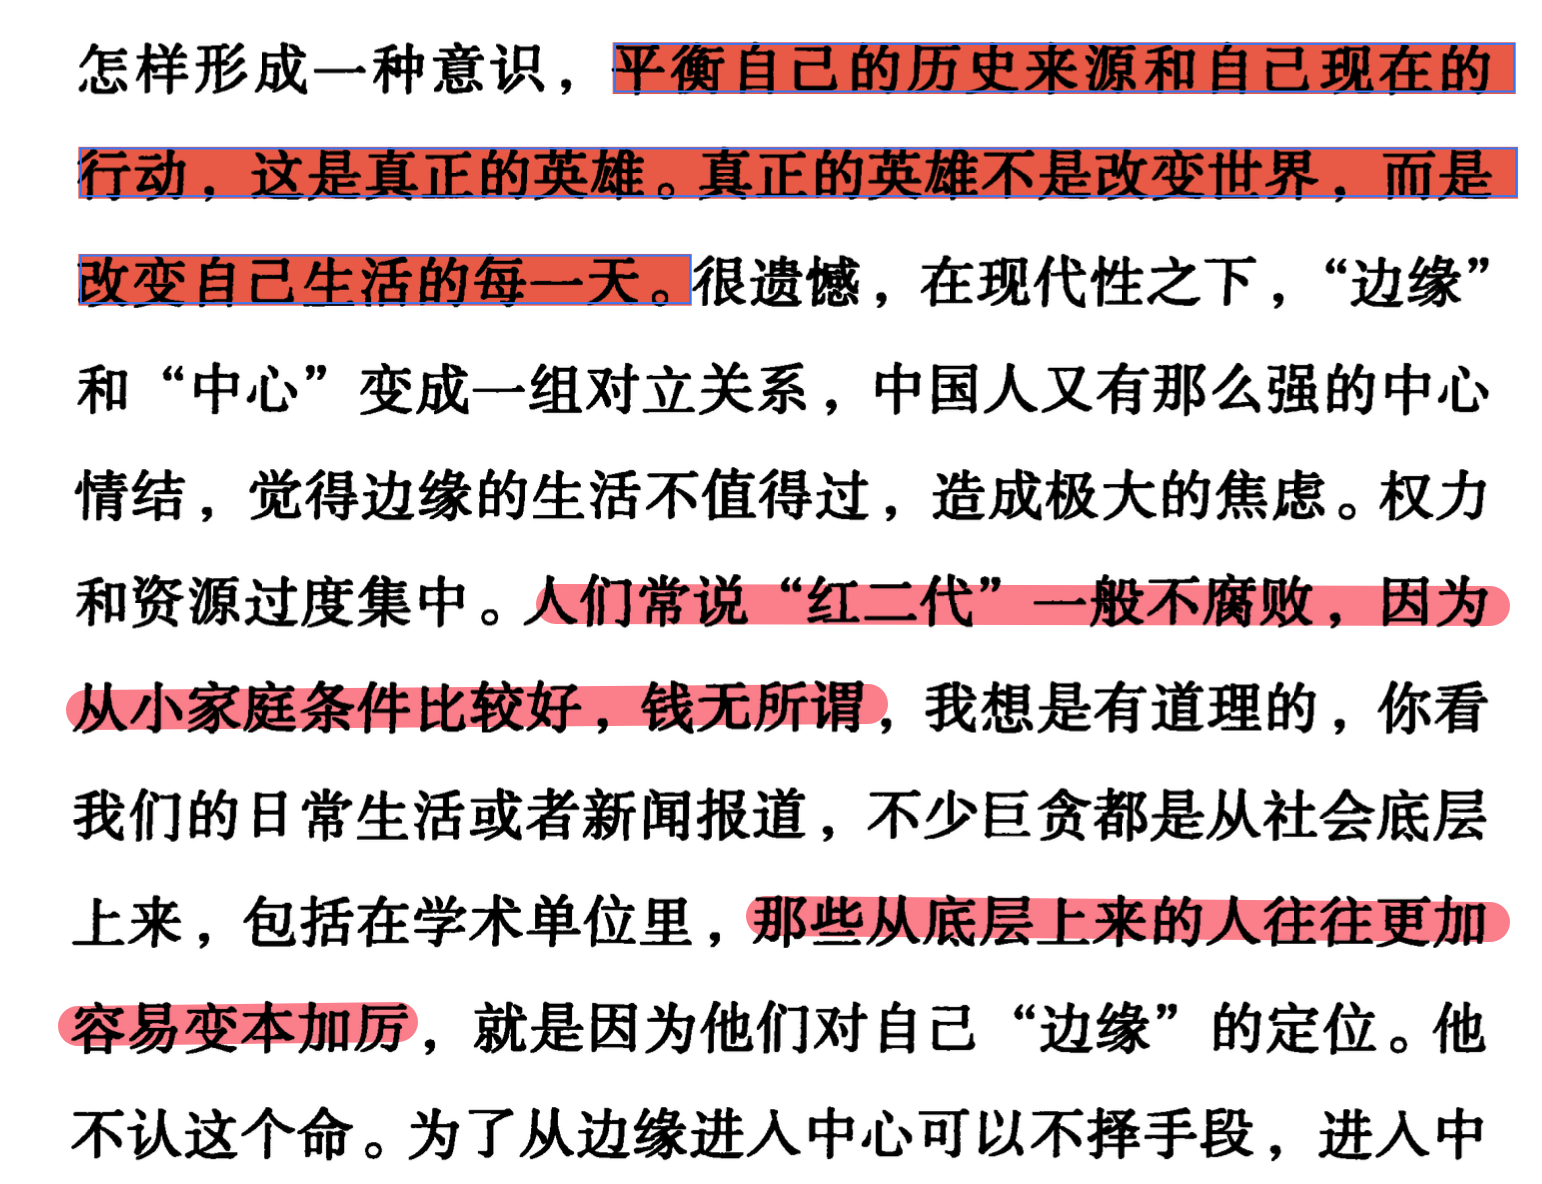 怎样形成一种意识，平衡自己的历史来源和自己现在的
行动，这是真正的英雄。真正的英雄不是改变世界，而是
改变自己生活的每一天。很遗憾，在现代性之下，“边缘”
和“中心”变成一组对立关系，中国人又有那么强的中心
情结，觉得边缘的生活不值得过，造成极大的焦虑。权力
和资源过度集中。人们常说“红二代”一般不腐败，因为
从小家庭条件比较好，钱无所谓，我想是有道理的，你看
我们的日常生活或者新闻报道，不少巨贪都是从社会底层
上来，包括在学术单位里，那些从底层上来的人往往更加
容易变本加厉，就是因为他们对自己“边缘”的定位。他
不认这个命。为了从边缘进入中心可以不择手段，进入中